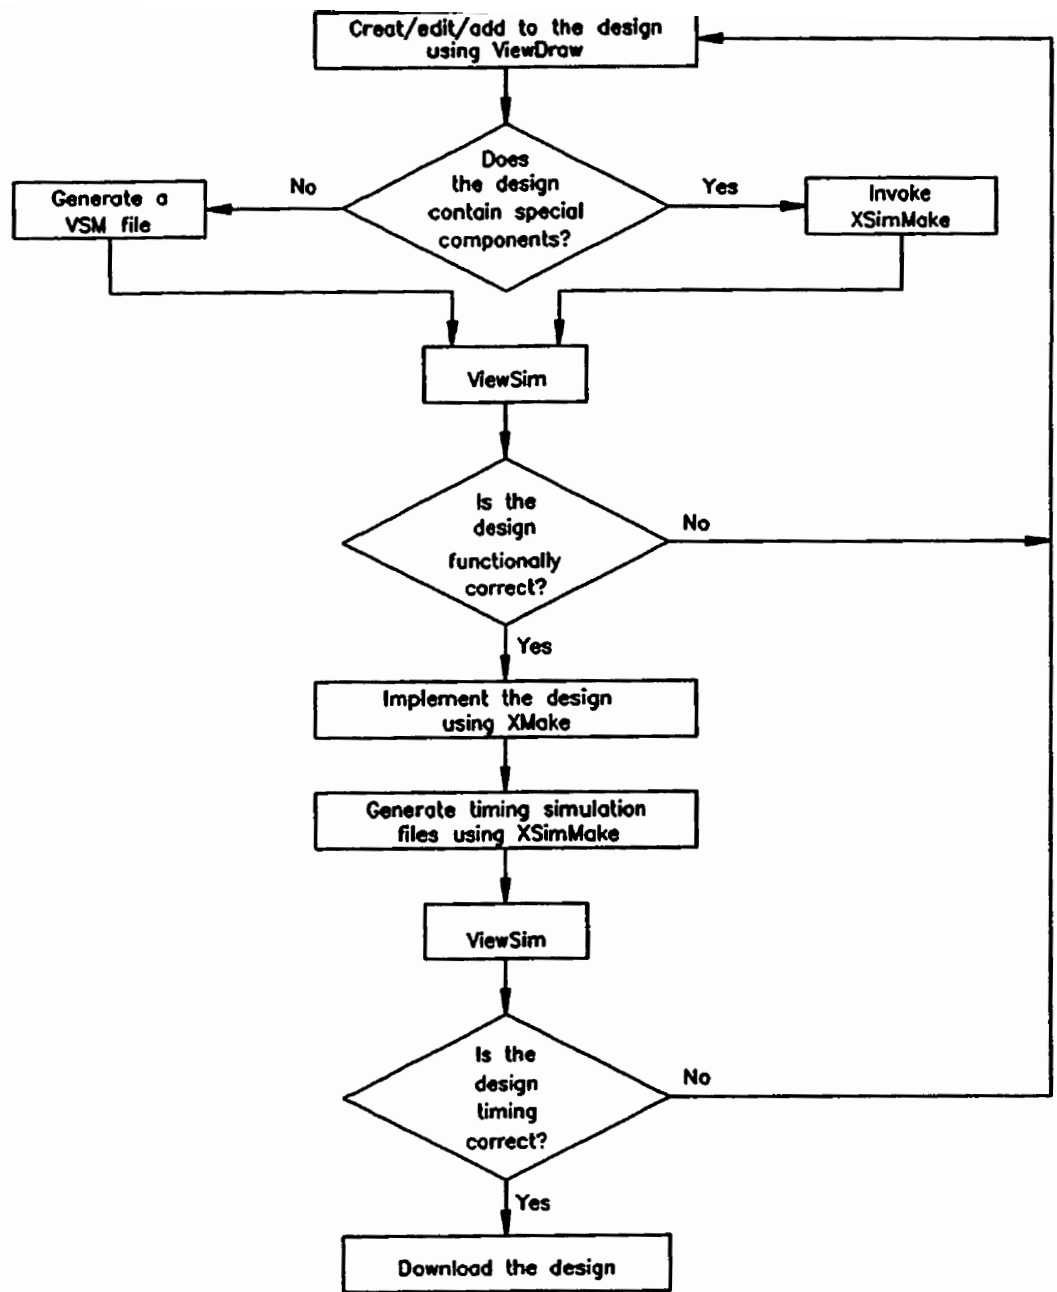 Creat/edit/add to the design
using ViewDraw
Does
the design
contain special
components?
No
Yes
Generate a
VSM file
Invoke
XSimMake
ViewSim
Is the
design
functionally
correct?
No
Yes
Implement the design
using XMake
Generate timing simulation
files using XSimMake
ViewSim
Is the
design
timing
correct?
No
Yes
Download the design